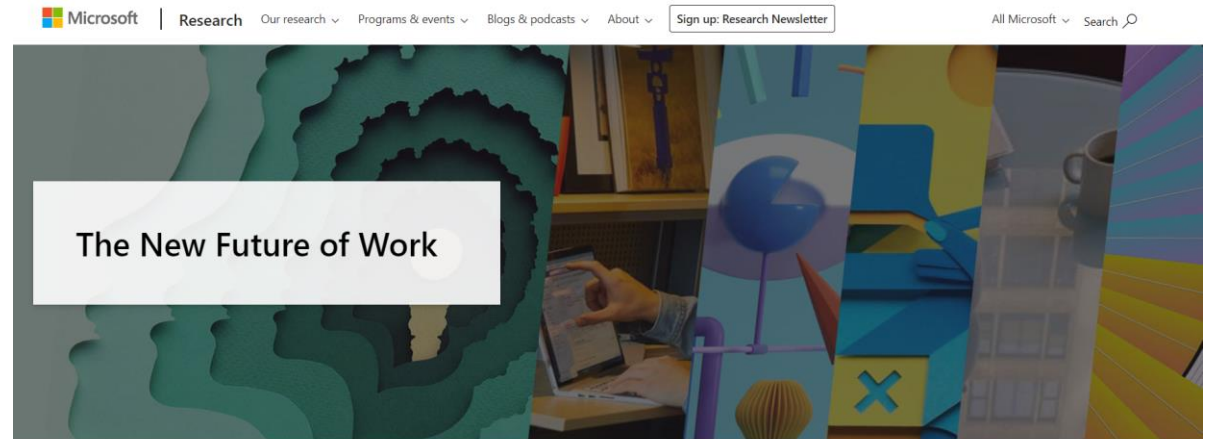 Microsoft Research Our research Programs & events Blogs & podcasts About Sign up: Research Newsletter All Microsoft Search
The New Future of Work